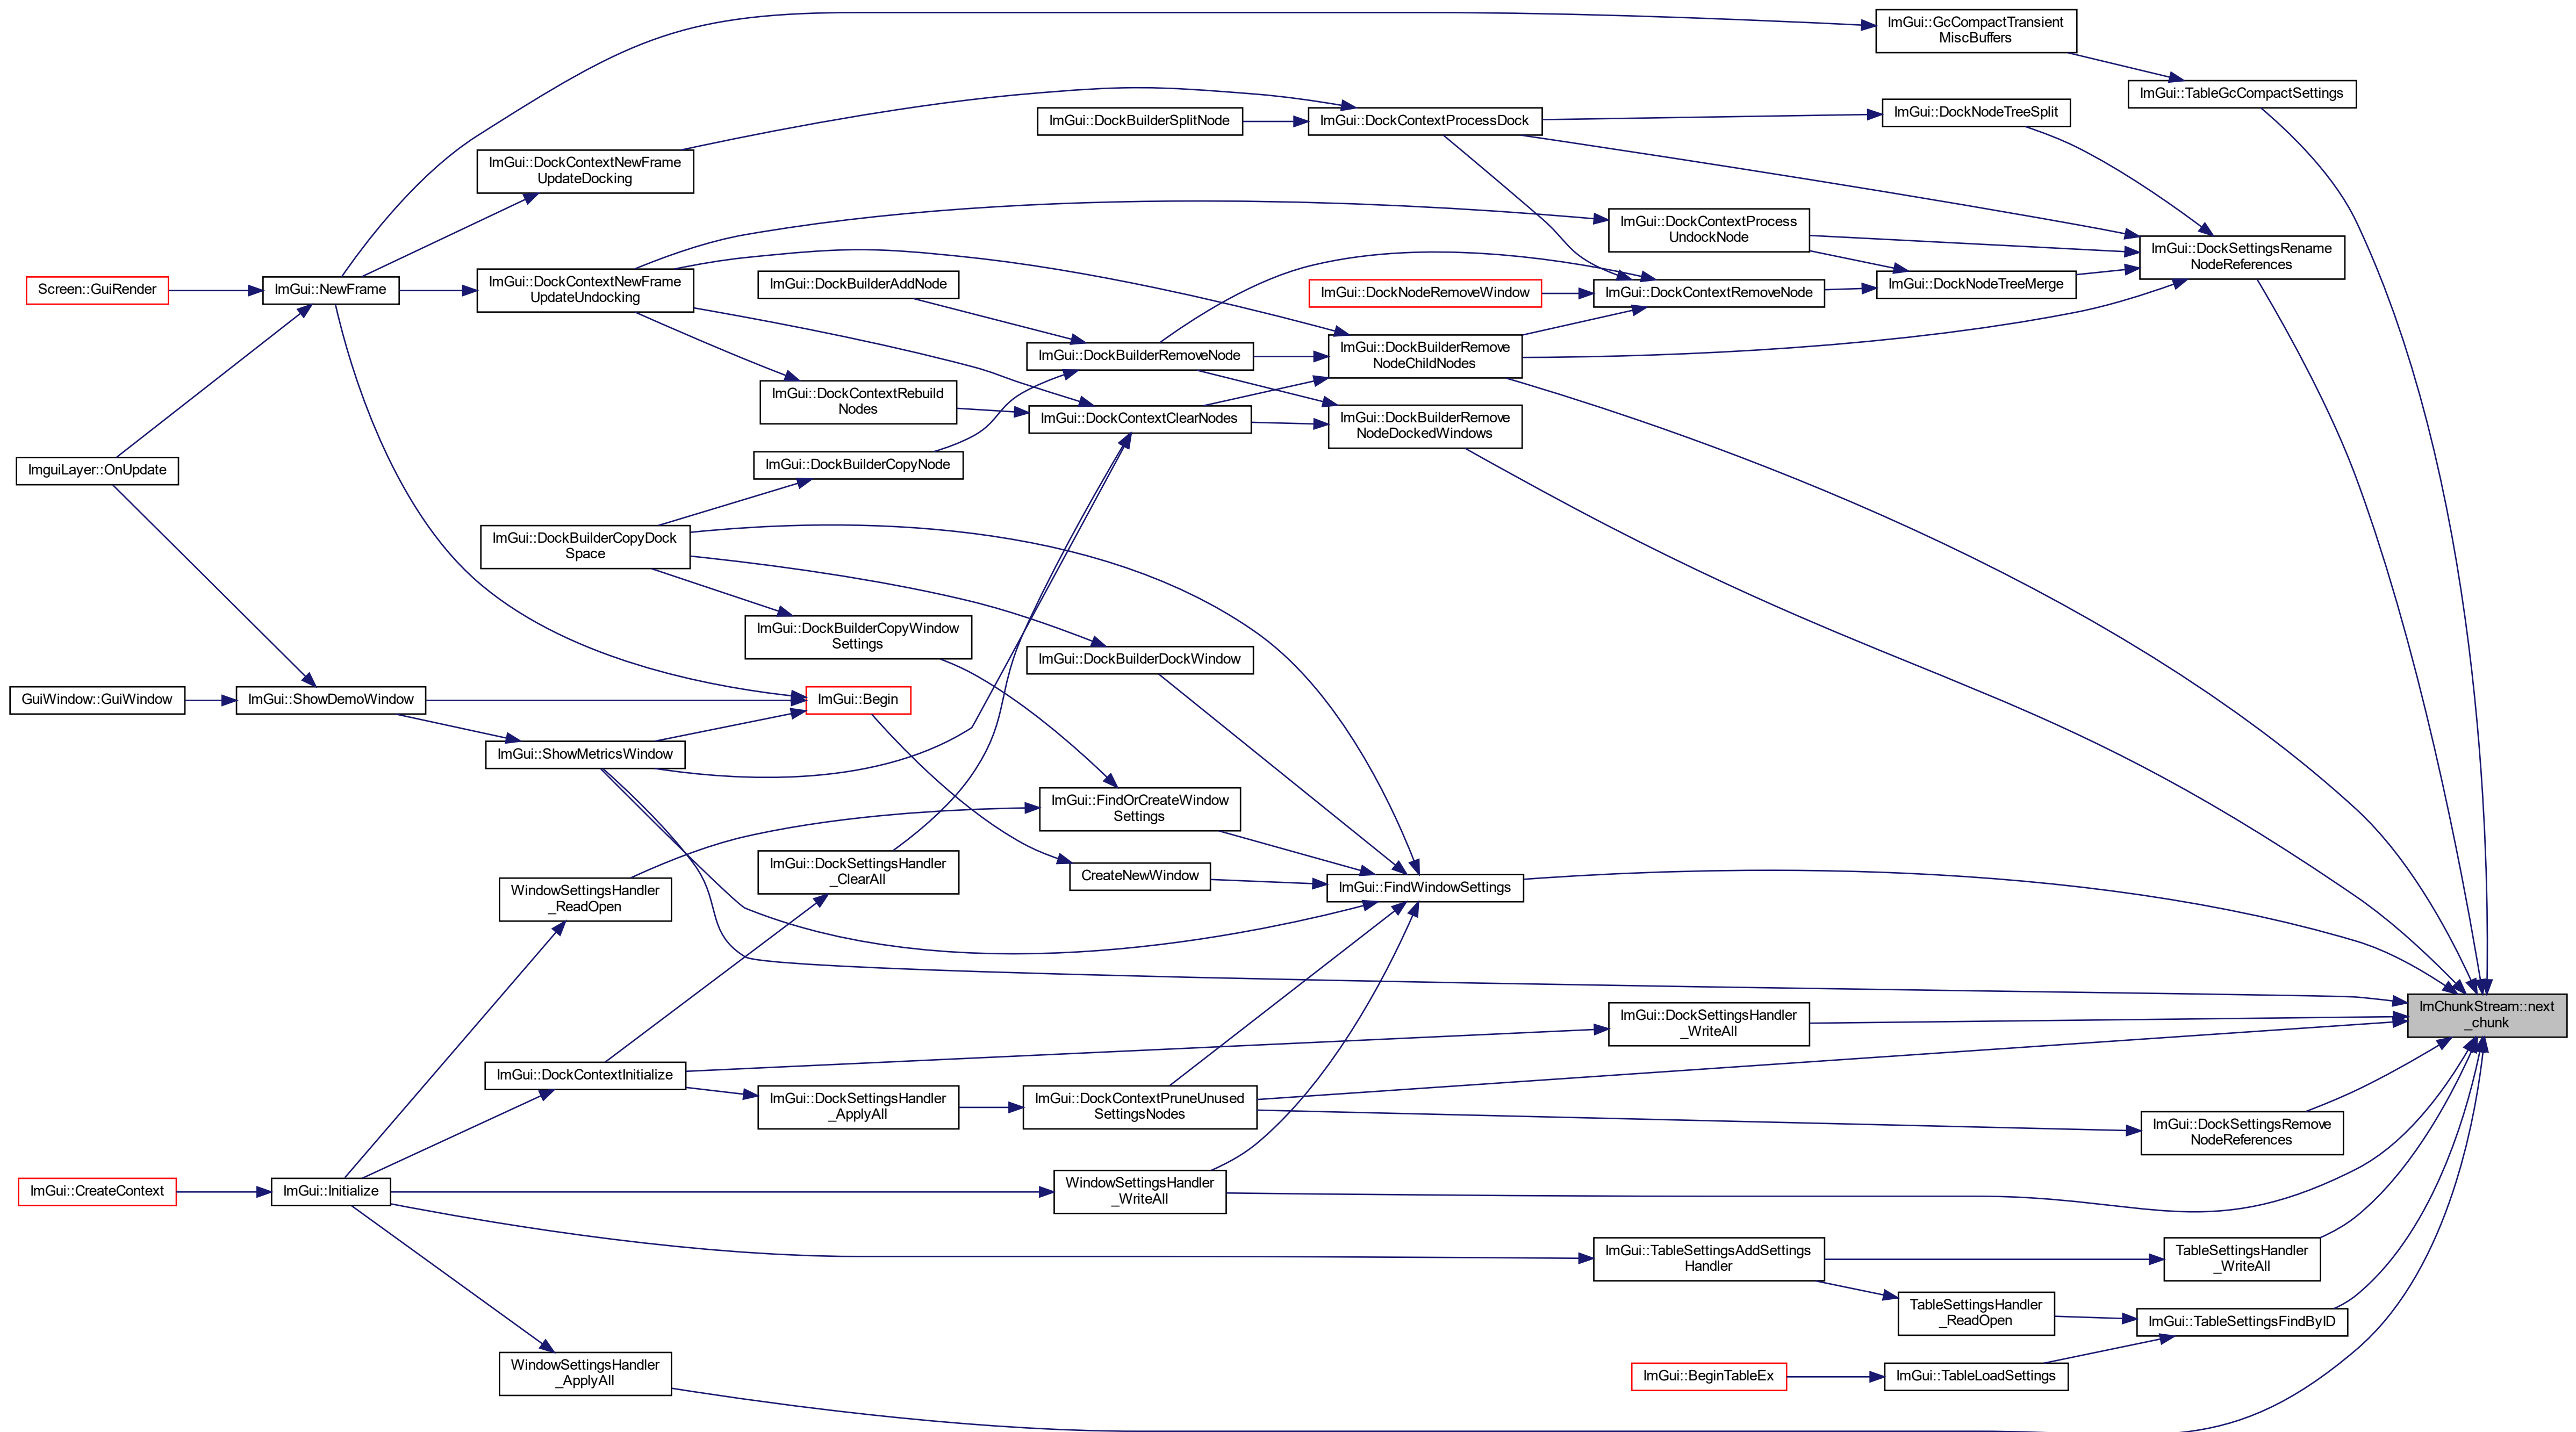 ImGui::GcCompactTransient
MiscBuffers
ImGui::TableGcCompactSettings
ImGui::DockNodeTreeSplit
ImGui::DockBuilderSplitNode
ImGui::DockContextProcessDock
ImGui::DockContextNewFrame
UpdateDocking
ImGui::DockContextProcess
UndockNode
ImGui::DockSettingsRename
NodeReferences
Screen::GuiRender
ImGui::NewFrame
ImGui::DockContextNewFrame
UpdateUndocking
ImGui::DockBuilderAddNode
ImGui::DockNodeRemoveWindow
ImGui::DockContextRemoveNode
ImGui::DockNodeTreeMerge
ImGui::DockBuilderRemoveNode
ImGui::DockBuilderRemove
NodeChildNodes
ImGui::DockContextRebuild
Nodes
ImGui::DockContextClearNodes
ImGui::DockBuilderRemove
NodeDockedWindows
ImguiLayer::OnUpdate
ImGui::DockBuilderCopyNode
ImGui::DockBuilderCopyDock
Space
ImGui::DockBuilderCopyWindow
Settings
ImGui::DockBuilderDockWindow
GuiWindow::GuiWindow
ImGui::ShowDemoWindow
ImGui::Begin
ImGui::ShowMetricsWindow
ImGui::FindOrCreateWindow
Settings
ImGui::DockSettingsHandler
_ClearAll
CreateNewWindow
ImGui::FindWindowSettings
WindowSettingsHandler
_ReadOpen
ImChunkStream::next
_chunk
ImGui::DockSettingsHandler
_WriteAll
ImGui::DockContextInitialize
ImGui::DockSettingsHandler
_ApplyAll
ImGui::DockContextPruneUnused
SettingsNodes
ImGui::DockSettingsRemove
NodeReferences
ImGui::CreateContext
ImGui::Initialize
WindowSettingsHandler
_WriteAll
ImGui::TableSettingsAddSettings
Handler
TableSettingsHandler
_WriteAll
TableSettingsHandler
_ReadOpen
ImGui::TableSettingsFindByID
WindowSettingsHandler
_ApplyAll
ImGui::BeginTableEx
ImGui::TableLoadSettings